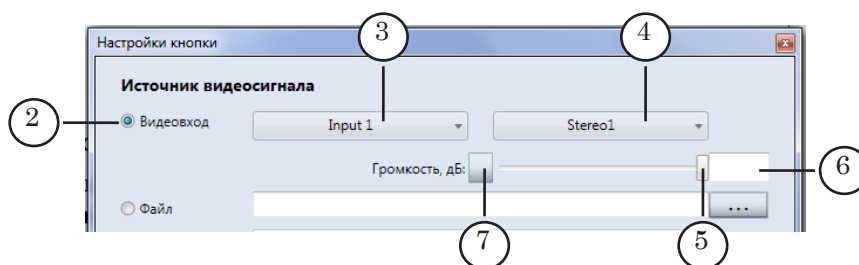 3
4
Настройки кнопки
Источник видеосигнала
2
Видеовход
Input 1
Stereo1
Громкость, дБ:
6
Файл
...
7
5